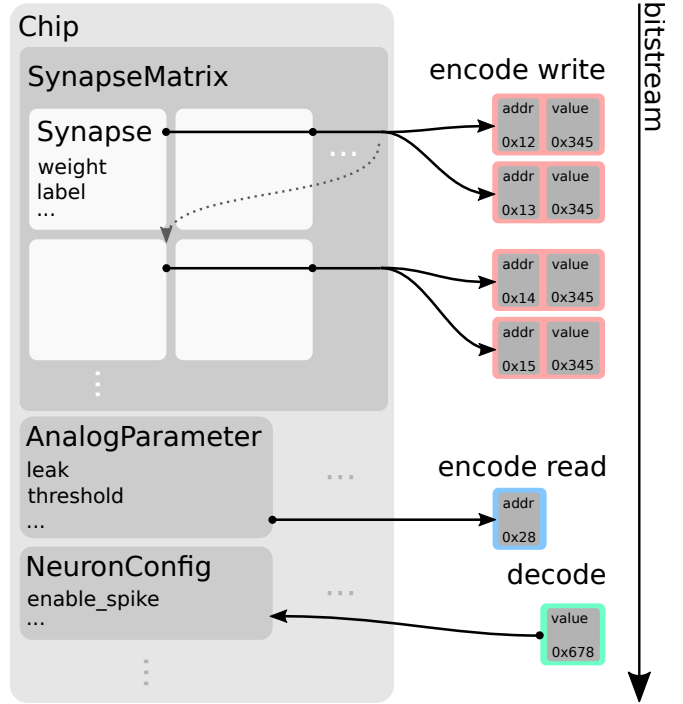 Chip
SynapseMatrix
Synapse
weight
label
...
...
...
AnalogParameter
leak
threshold
...
...
NeuronConfig
enable_spike
...
...
...
encode write
addr value
0x12 0x345
addr value
0x13 0x345
addr value
0x14 0x345
addr value
0x15 0x345
encode read
addr
0x28
decode
value
0x678
bitstream